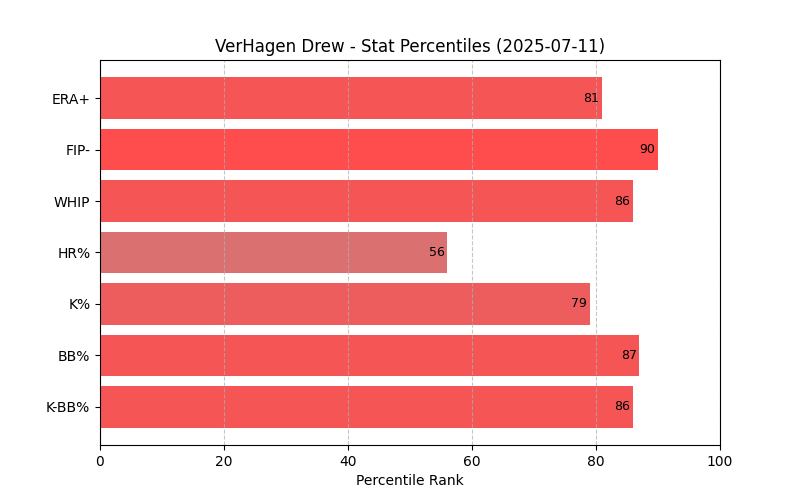 VerHagen Drew - Stat Percentiles (2025-07-11)
ERA+ 81
FIP- 90
WHIP 86
HR% 56
K% 79
BB% 87
K-BB% 86
0 20 40 60 80 100
Percentile Rank